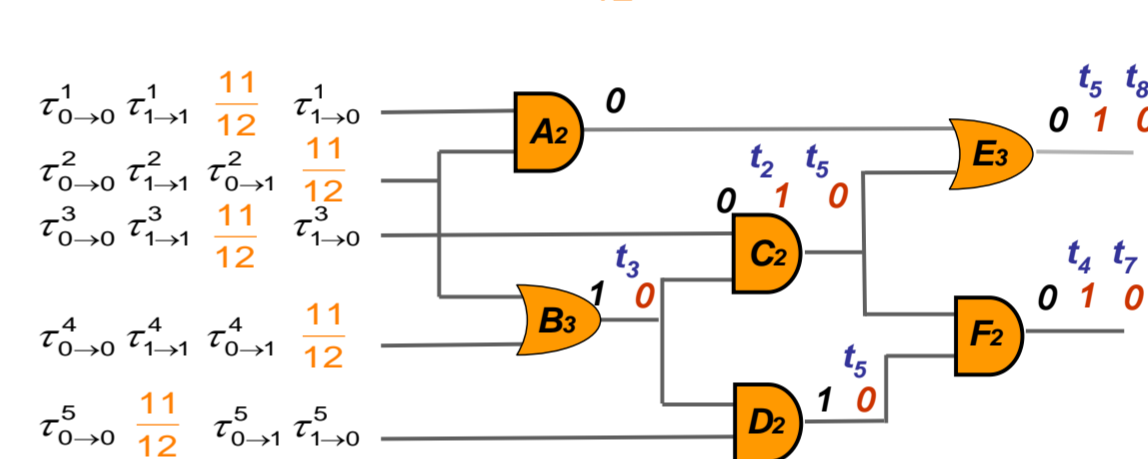 12
τ¹₀→₀ τ¹₁→₁ 11/12 τ¹₁→₀
τ²₀→₀ τ²₁→₁ τ²₀→₁ 11/12
τ³₀→₀ τ³₁→₁ 11/12 τ³₁→₀
τ⁴₀→₀ τ⁴₁→₁ τ⁴₀→₁ 11/12
τ⁵₀→₀ 11/12 τ⁵₀→₁ τ⁵₁→₀
A₂
0
B₃
t₃
1 0
t₂ t₅
0 1 0
C₂
D₂
t₅
1 0
t₅ t₈
0 1 0
E₃
t₄ t₇
0 1 0
F₂